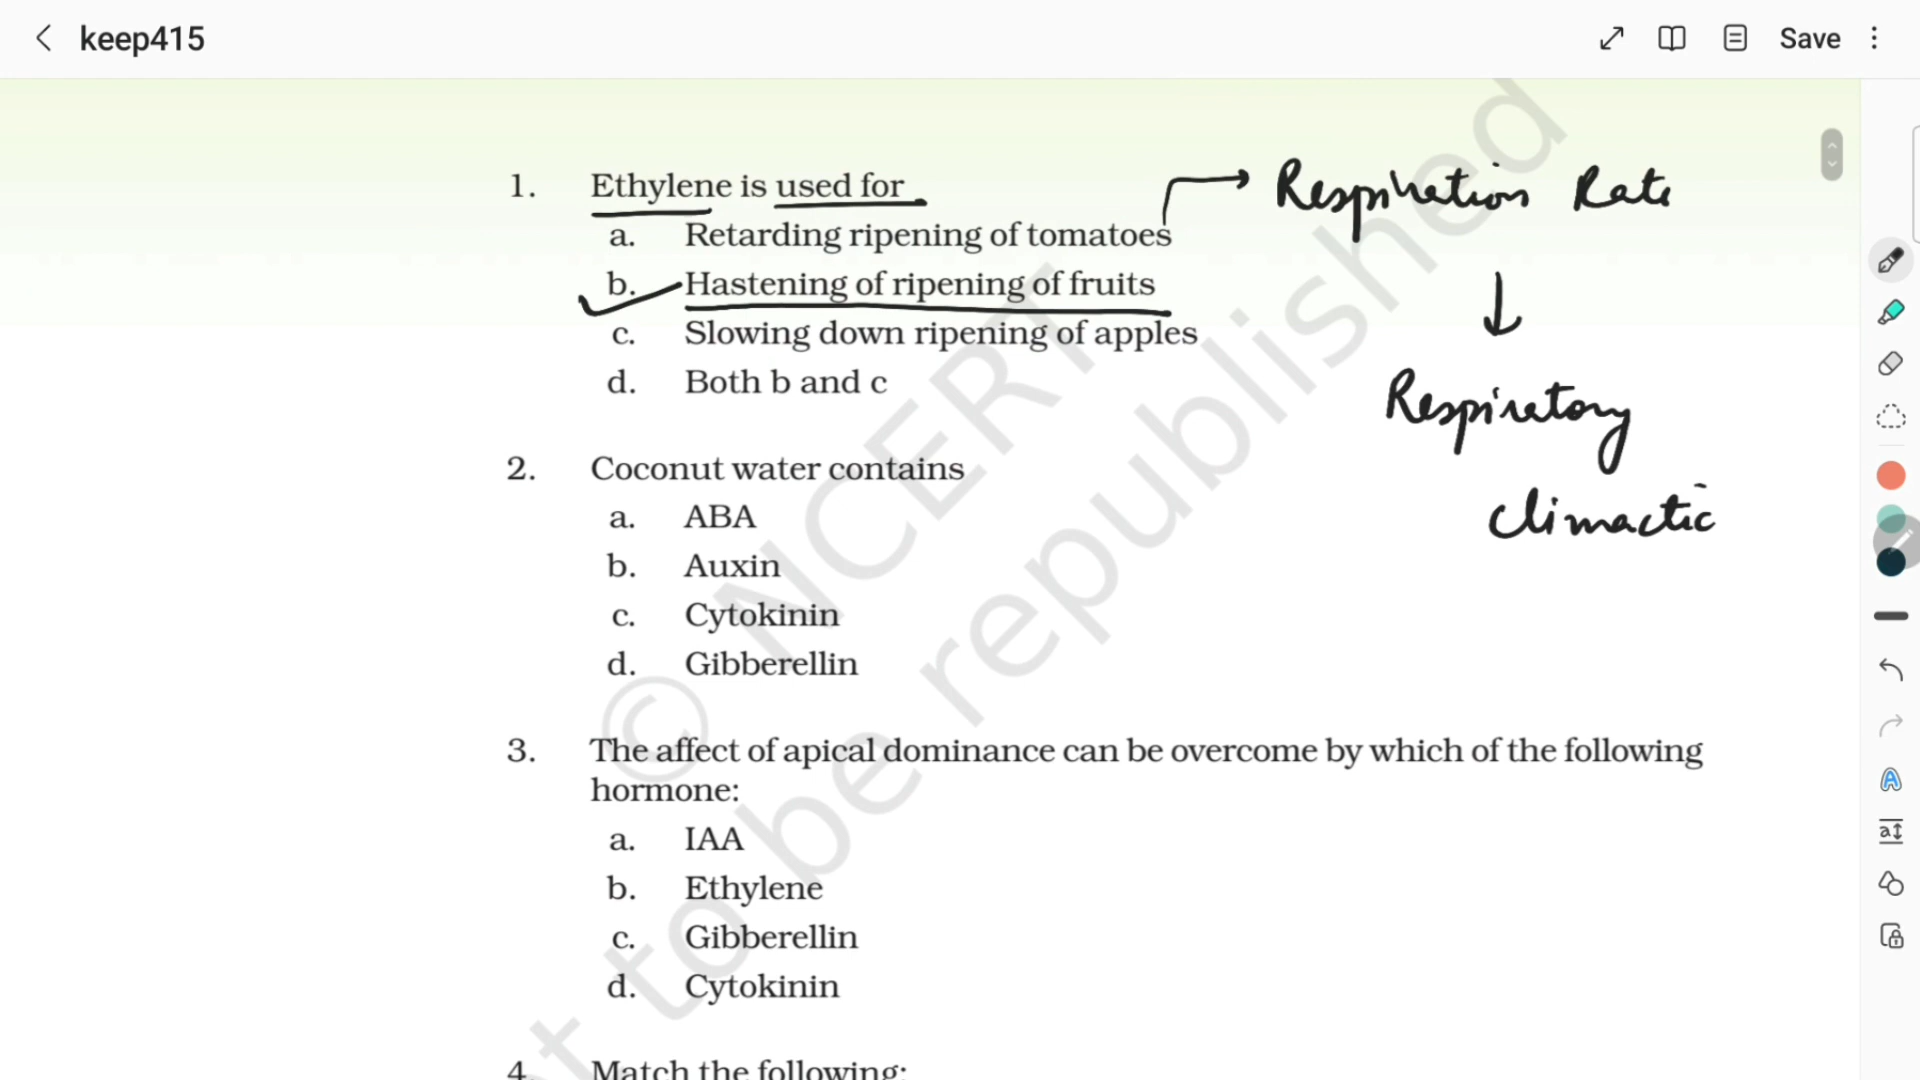 keep415
Save
1. Ethylene is used for
a. Retarding ripening of tomatoes
b. Hastening of ripening of fruits
c. Slowing down ripening of apples
d. Both b and c
Respiration Rate
Respiratory
climactic
2. Coconut water contains
a. ABA
b. Auxin
c. Cytokinin
d. Gibberellin
3. The affect of apical dominance can be overcome by which of the following
hormone:
a. IAA
b. Ethylene
c. Gibberellin
d. Cytokinin
4. Match the following:
© NCERT
not to be republished